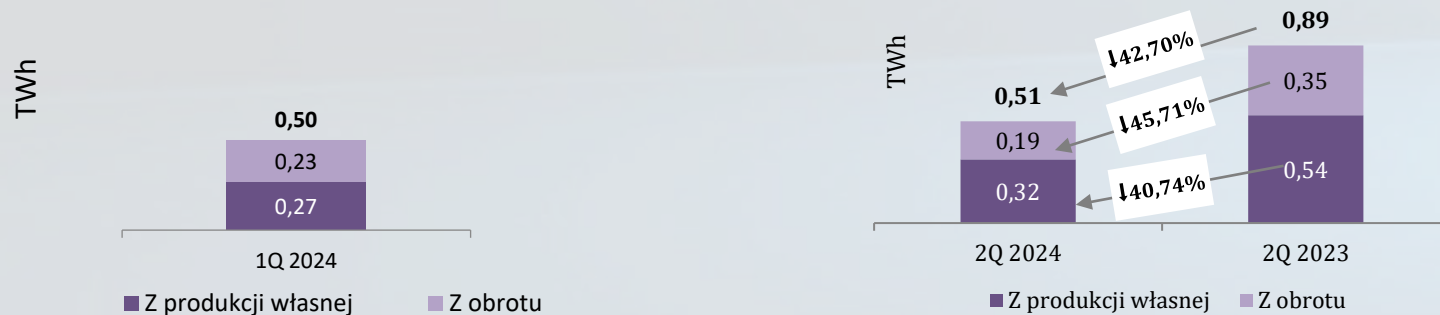 TWh
0,50
0,23
0,27
1Q 2024
Z produkcji własnej Z obrotu
TWh
0,89
↓42,70%
0,51
0,35
↓45,71%
0,19
0,54
↓40,74%
0,32
2Q 2024 2Q 2023
Z produkcji własnej Z obrotu